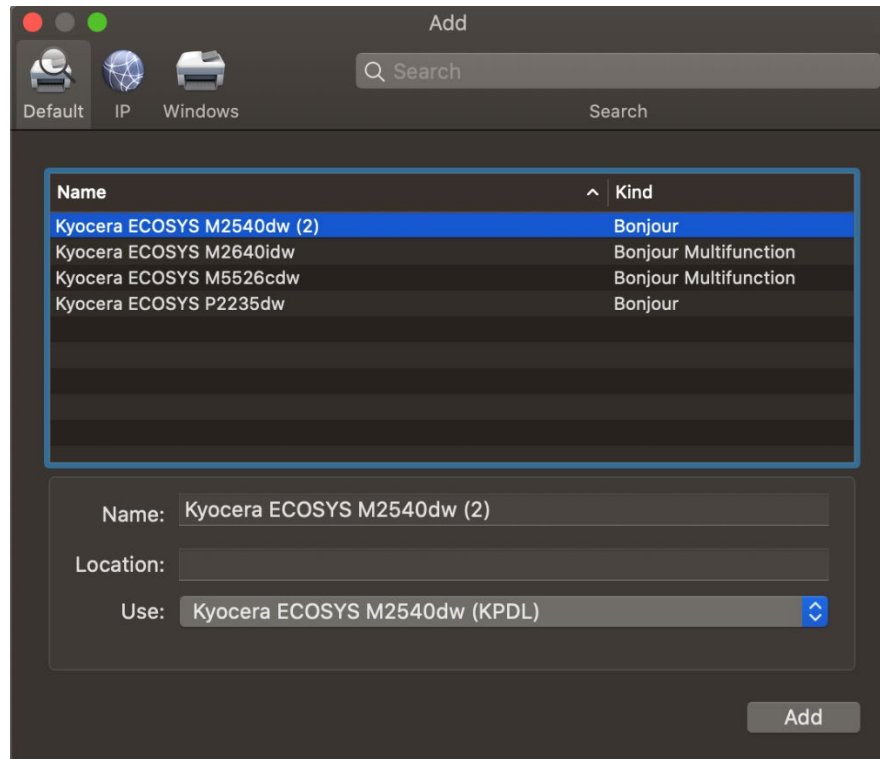 Add
Search
Default IP Windows Search
Name Kind
Kyocera ECOSYS M2540dw (2) Bonjour
Kyocera ECOSYS M2640idw Bonjour Multifunction
Kyocera ECOSYS M5526cdw Bonjour Multifunction
Kyocera ECOSYS P2235dw Bonjour
Name: Kyocera ECOSYS M2540dw (2)
Location:
Use: Kyocera ECOSYS M2540dw (KPDL)
Add